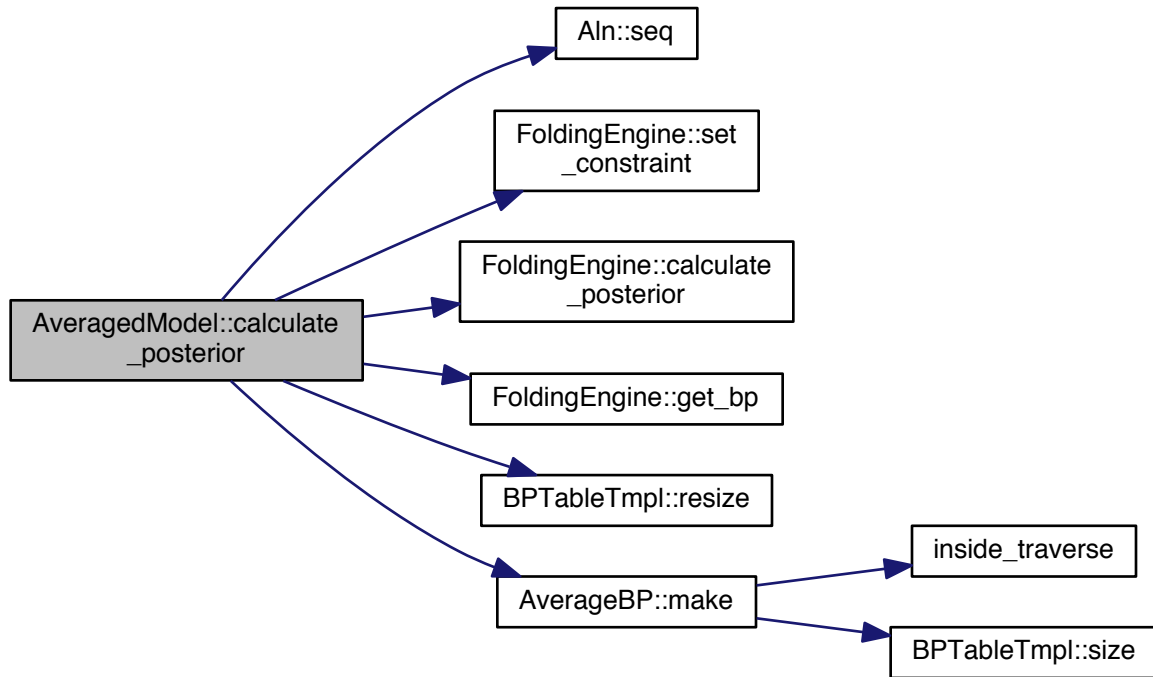 Aln::seq
FoldingEngine::set
_constraint
FoldingEngine::calculate
_posterior
AveragedModel::calculate
_posterior
FoldingEngine::get_bp
BPTableTmpl::resize
inside_traverse
AverageBP::make
BPTableTmpl::size